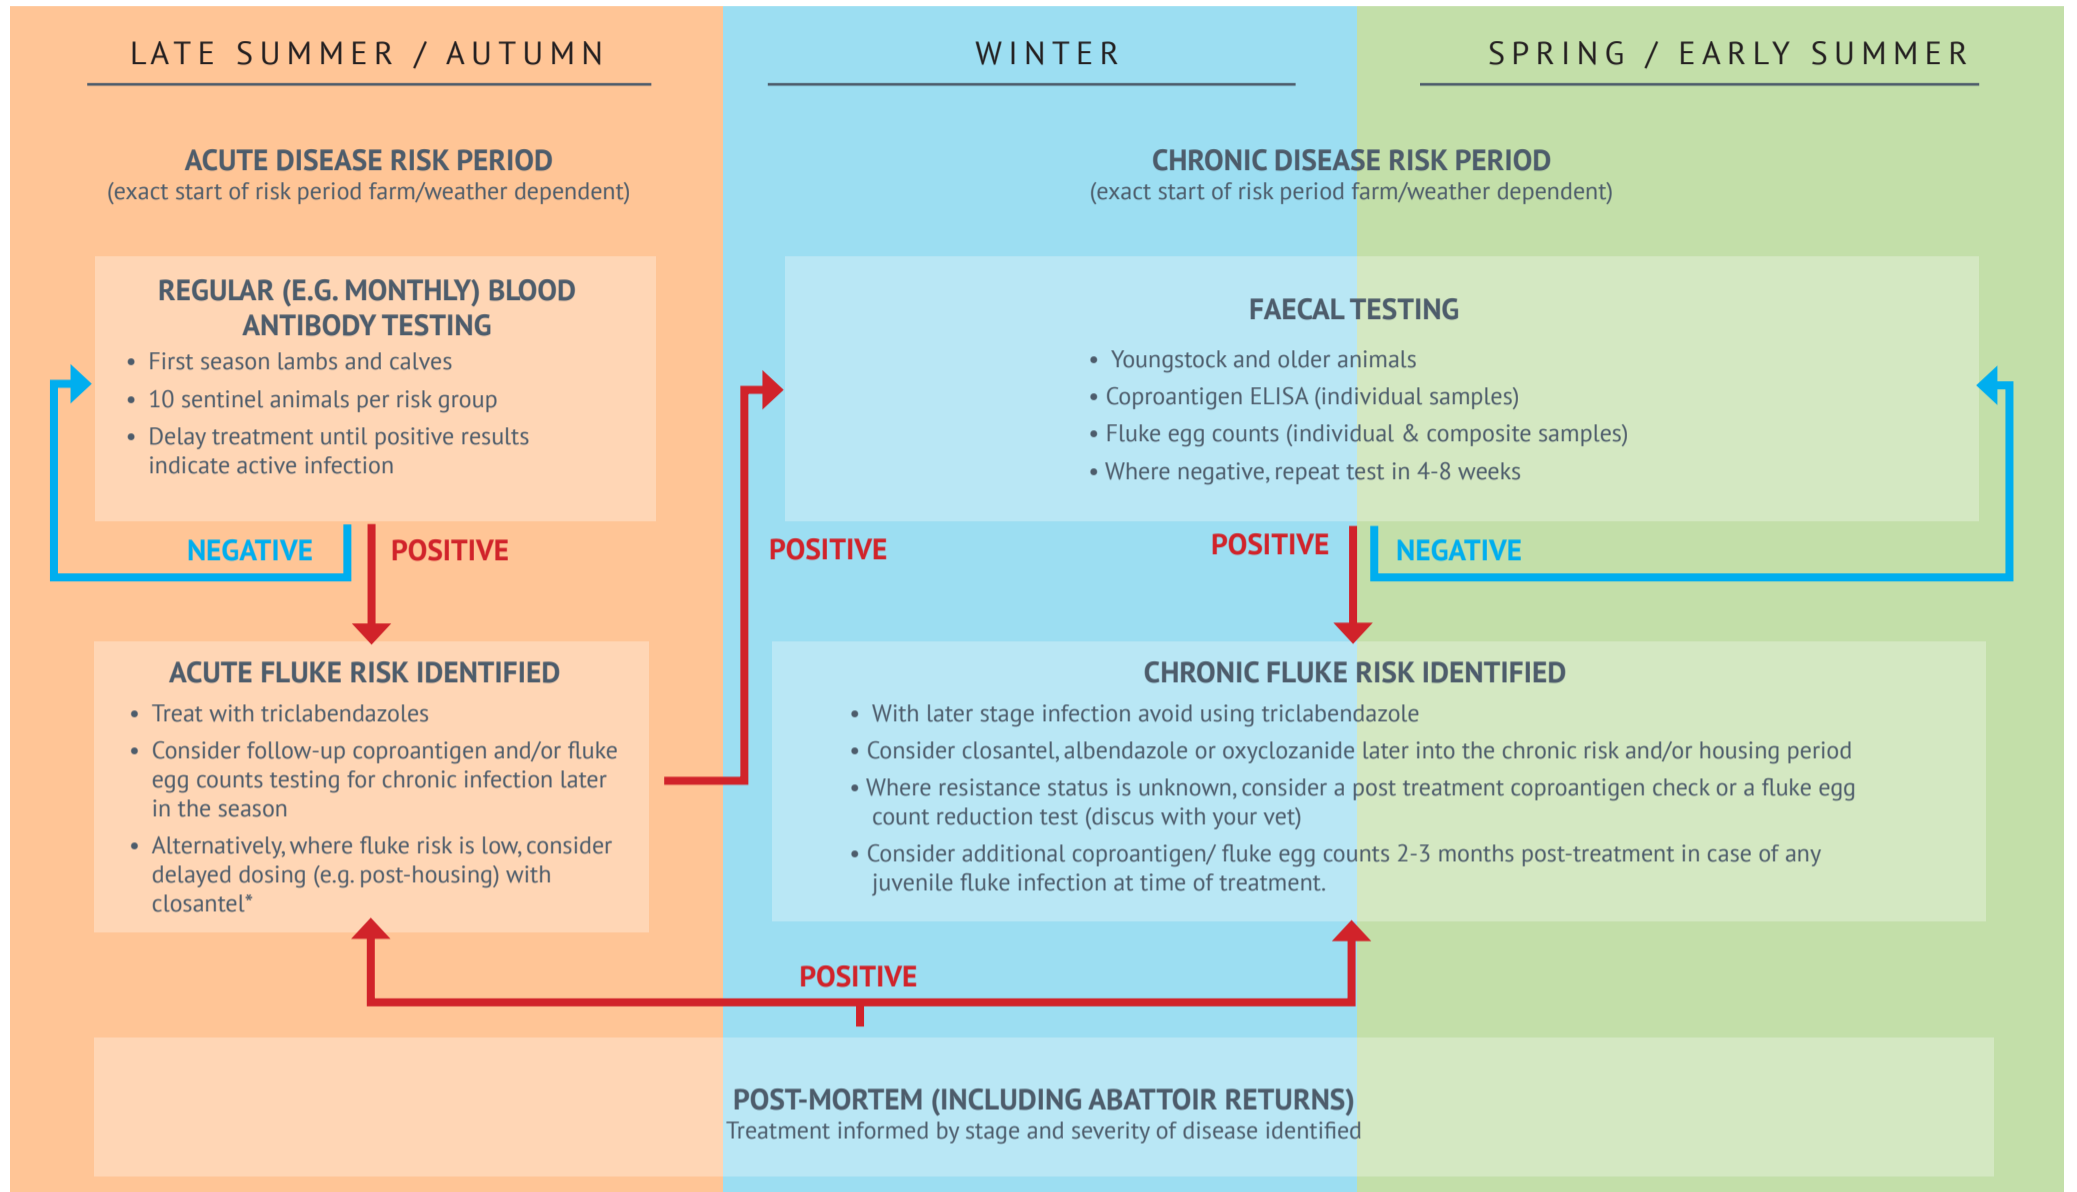 LATE SUMMER / AUTUMN
WINTER
SPRING / EARLY SUMMER
ACUTE DISEASE RISK PERIOD
(exact start of risk period farm/weather dependent)
CHRONIC DISEASE RISK PERIOD
(exact start of risk period farm/weather dependent)
REGULAR (E.G. MONTHLY) BLOOD
ANTIBODY TESTING
• First season lambs and calves
• 10 sentinel animals per risk group
• Delay treatment until positive results
indicate active infection
FAECAL TESTING
• Youngstock and older animals
• Coproantigen ELISA (individual samples)
• Fluke egg counts (individual & composite samples)
• Where negative, repeat test in 4-8 weeks
NEGATIVE
POSITIVE
POSITIVE
POSITIVE
NEGATIVE
ACUTE FLUKE RISK IDENTIFIED
• Treat with triclabendazoles
• Consider follow-up coproantigen and/or fluke
egg counts testing for chronic infection later
in the season
• Alternatively, where fluke risk is low, consider
delayed dosing (e.g. post-housing) with
closantel*
CHRONIC FLUKE RISK IDENTIFIED
• With later stage infection avoid using triclabendazole
• Consider closantel, albendazole or oxyclozanide later into the chronic risk and/or housing period
• Where resistance status is unknown, consider a post treatment coproantigen check or a fluke egg
count reduction test (discus with your vet)
• Consider additional coproantigen/ fluke egg counts 2-3 months post-treatment in case of any
juvenile fluke infection at time of treatment.
POSITIVE
POST-MORTEM (INCLUDING ABATTOIR RETURNS)
Treatment informed by stage and severity of disease identified